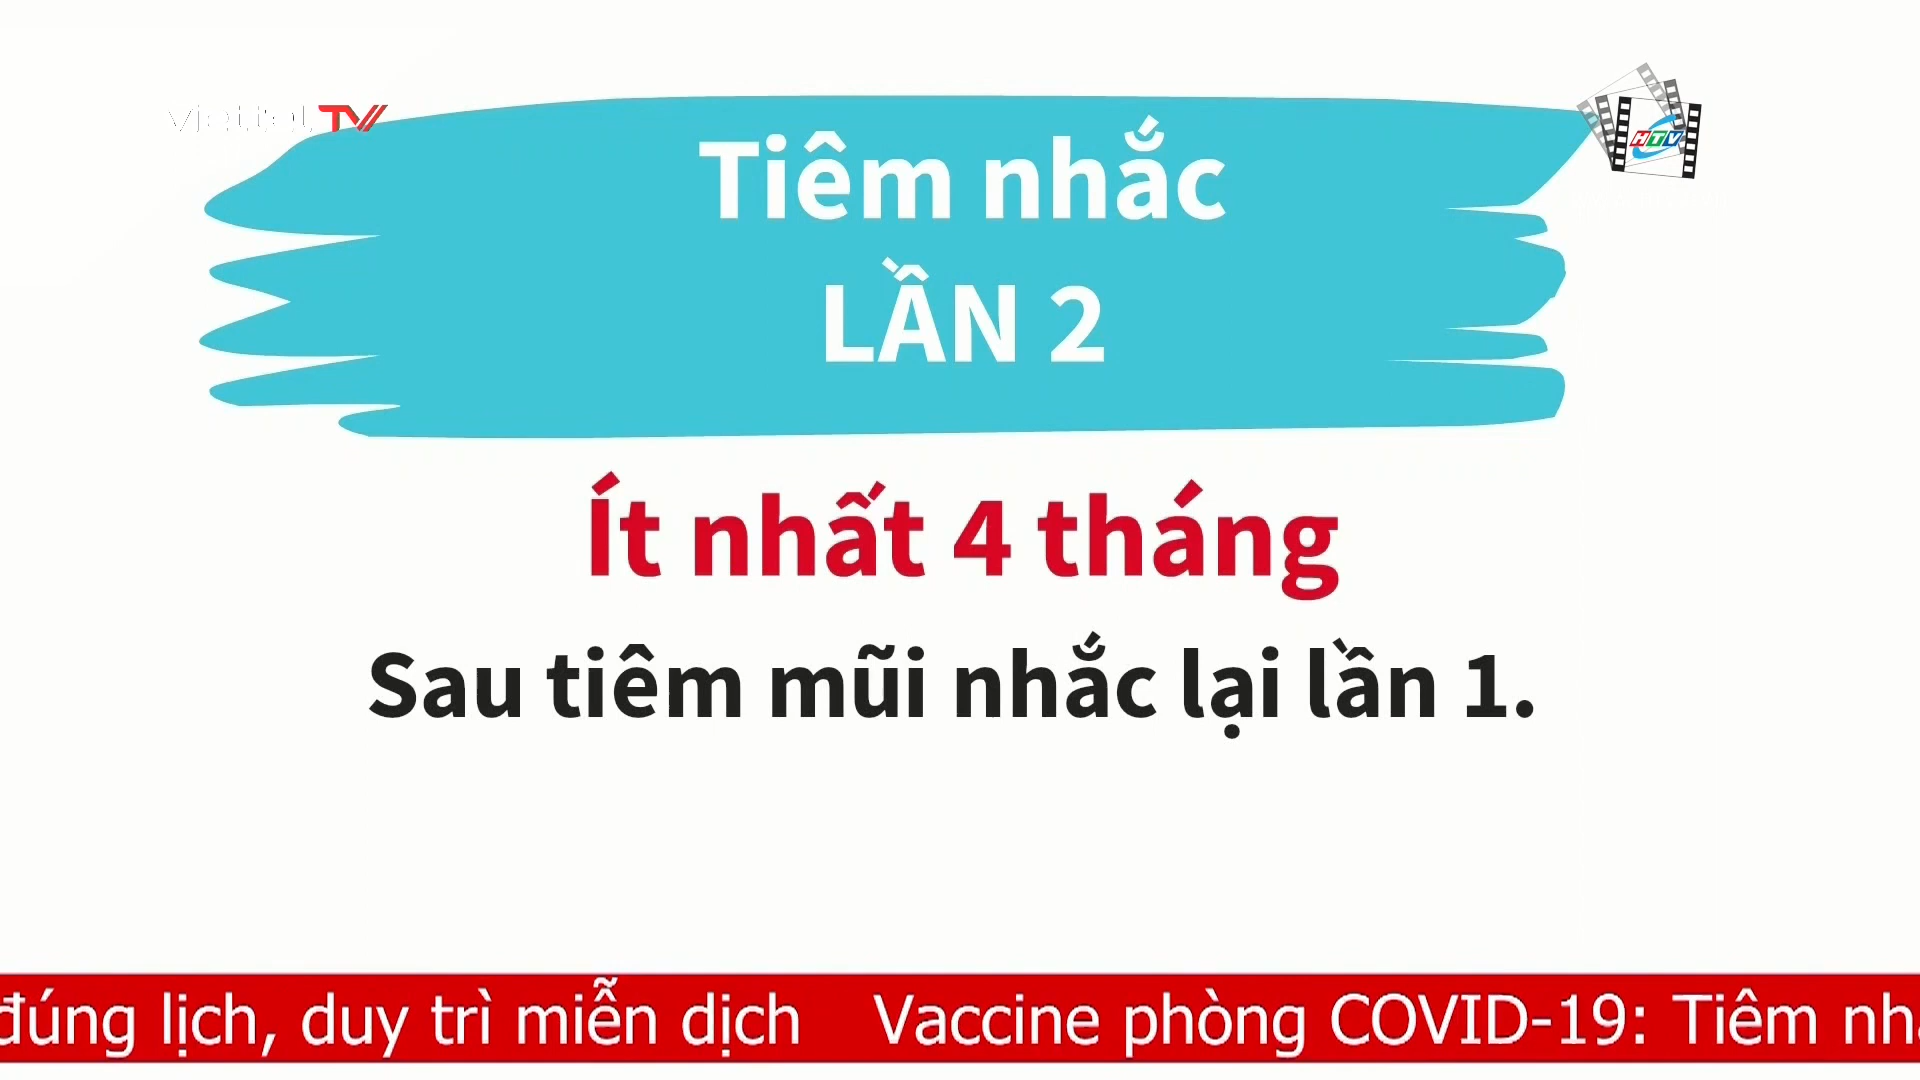 viettel TV
HTV
Tiêm nhắc
LẦN 2
Ít nhất 4 tháng
Sau tiêm mũi nhắc lại lần 1.
đúng lịch, duy trì miễn dịch Vaccine phòng COVID-19: Tiêm